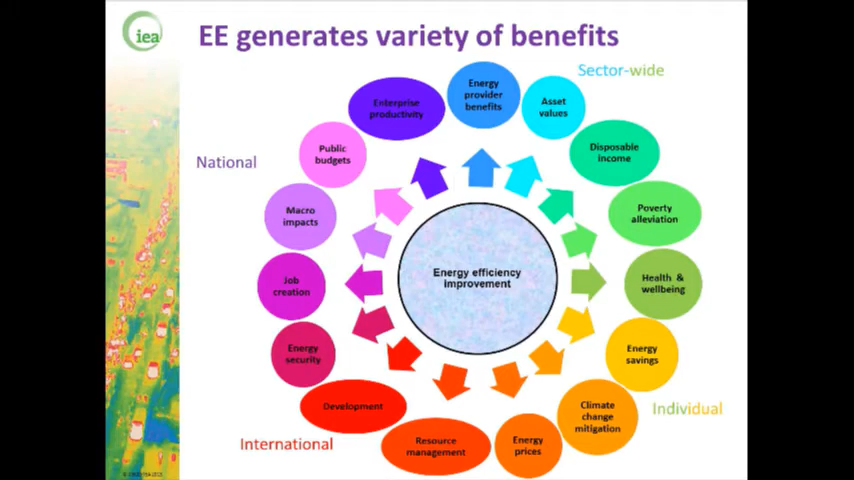 iea
EE generates variety of benefits
Sector-wide
National
Individual
International
Energy
provider
benefits
Asset
values
Disposable
income
Poverty
alleviation
Health &
wellbeing
Energy
savings
Climate
change
mitigation
Energy
prices
Resource
management
Development
Energy
security
Job
creation
Macro
impacts
Public
budgets
Enterprise
productivity
Energy efficiency
improvement